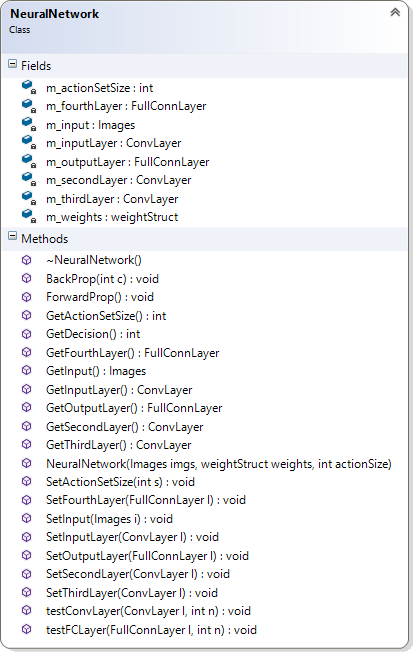 NeuralNetwork
Class
Fields
m_actionSetSize : int
m_fourthLayer : FullConnLayer
m_input : Images
m_inputLayer : ConvLayer
m_outputLayer : FullConnLayer
m_secondLayer : ConvLayer
m_thirdLayer : ConvLayer
m_weights : weightStruct
Methods
~NeuralNetwork()
BackProp(int c) : void
ForwardProp() : void
GetActionSetSize() : int
GetDecision() : int
GetFourthLayer() : FullConnLayer
GetInput() : Images
GetInputLayer() : ConvLayer
GetOutputLayer() : FullConnLayer
GetSecondLayer() : ConvLayer
GetThirdLayer() : ConvLayer
NeuralNetwork(Images imgs, weightStruct weights, int actionSize)
SetActionSetSize(int s) : void
SetFourthLayer(FullConnLayer l) : void
SetInput(Images i) : void
SetInputLayer(ConvLayer l) : void
SetOutputLayer(FullConnLayer l) : void
SetSecondLayer(ConvLayer l) : void
SetThirdLayer(ConvLayer l) : void
testConvLayer(ConvLayer l, int n) : void
testFCLayer(FullConnLayer l, int n) : void